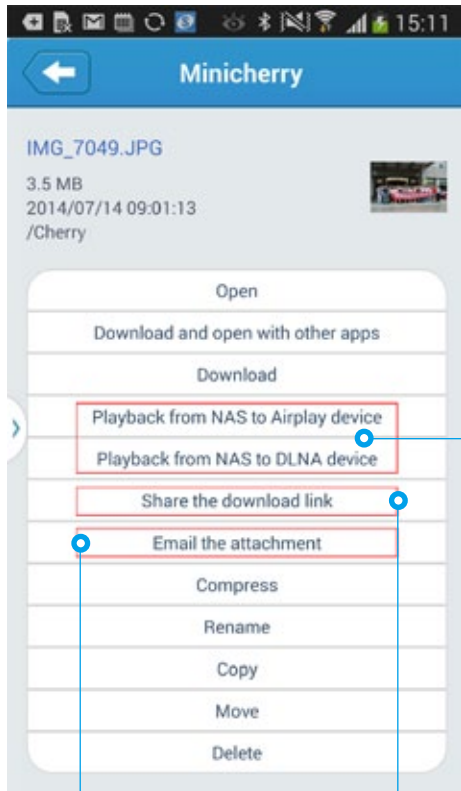 15:11
Minicherry
IMG_7049.JPG
3.5 MB
2014/07/14 09:01:13
/Cherry
Open
Download and open with other apps
Download
Playback from NAS to Airplay device
Playback from NAS to DLNA device
Share the download link
Email the attachment
Compress
Rename
Copy
Move
Delete